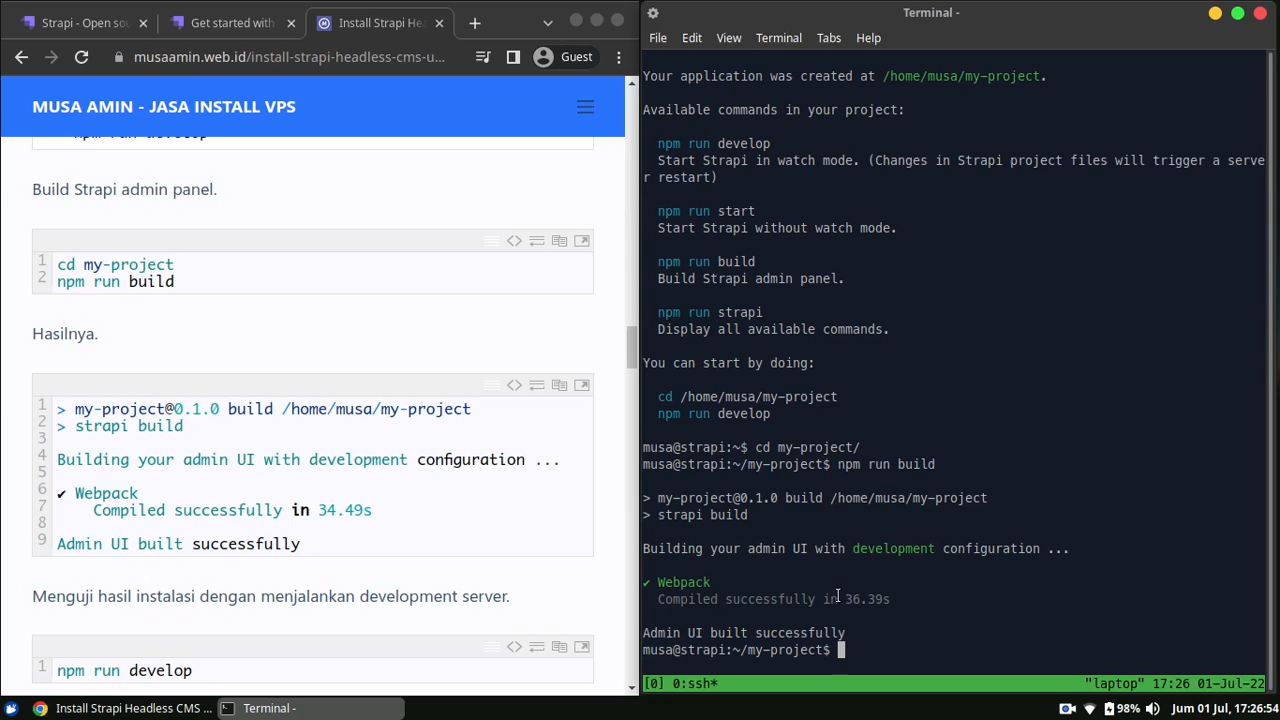 Strapi - Open sou
Get started with
Install Strapi Hea
musaamin.web.id/install-strapi-headless-cms-u...
Guest
MUSA AMIN - JASA INSTALL VPS
npm run develop
Build Strapi admin panel.
1 cd my-project
2 npm run build
Hasilnya.
1 > my-project@0.1.0 build /home/musa/my-project
2 > strapi build
3
4 Building your admin UI with development configuration ...
5
6 ✔ Webpack
7 Compiled successfully in 34.49s
8
9 Admin UI built successfully
Menguji hasil instalasi dengan menjalankan development server.
1 npm run develop
Terminal -
File Edit View Terminal Tabs Help
Your application was created at /home/musa/my-project.
Available commands in your project:
npm run develop
Start Strapi in watch mode. (Changes in Strapi project files will trigger a serve
r restart)
npm run start
Start Strapi without watch mode.
npm run build
Build Strapi admin panel.
npm run strapi
Display all available commands.
You can start by doing:
cd /home/musa/my-project
npm run develop
musa@strapi:~$ cd my-project/
musa@strapi:~/my-project$ npm run build
> my-project@0.1.0 build /home/musa/my-project
> strapi build
Building your admin UI with development configuration ...
✔ Webpack
Compiled successfully in 36.39s
Admin UI built successfully
musa@strapi:~/my-project$
[0] 0:ssh* "laptop" 17:26 01-Jul-22
Install Strapi Headless CMS ...
Terminal -
98% Jum 01 Jul, 17:26:54